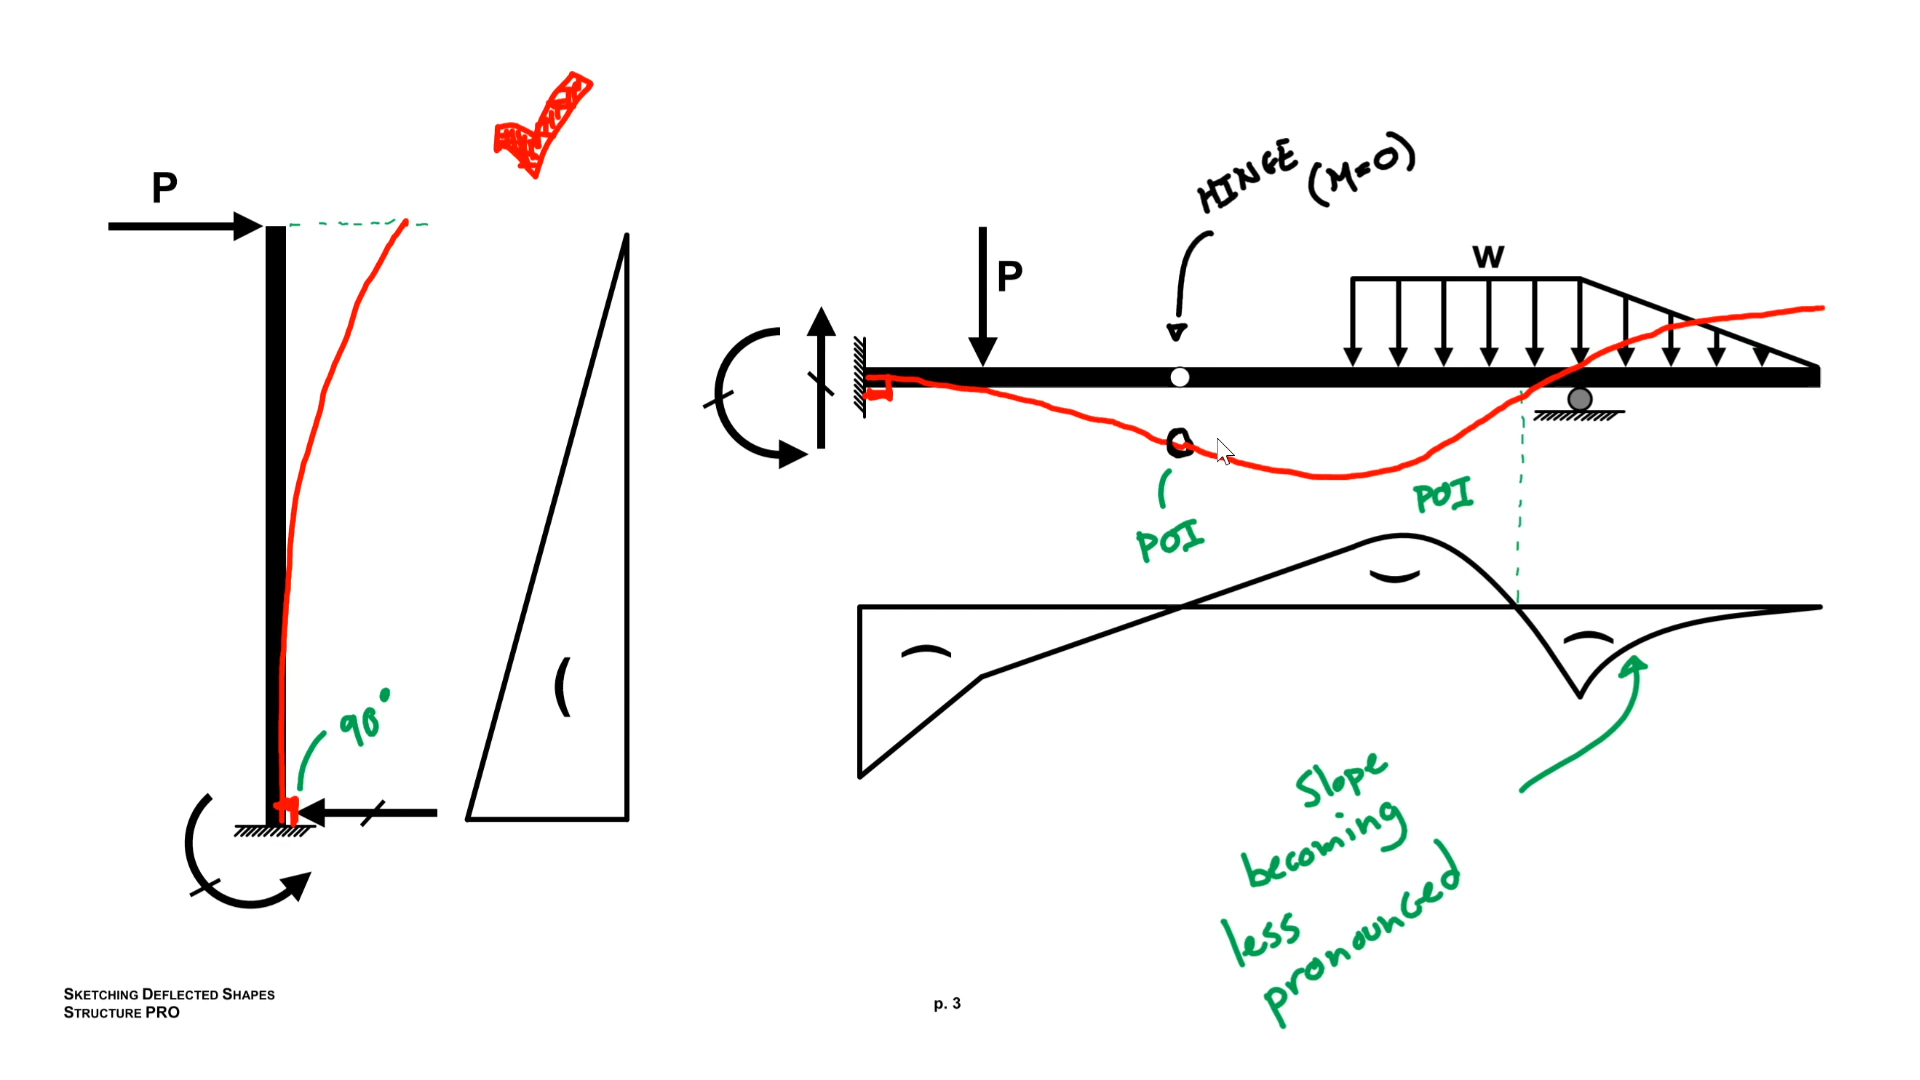 P
HINGE (M=0)
P
w
POI
POI
90°
Slope
becoming
less
pronounced
SKETCHING DEFLECTED SHAPES
STRUCTURE PRO
p. 3